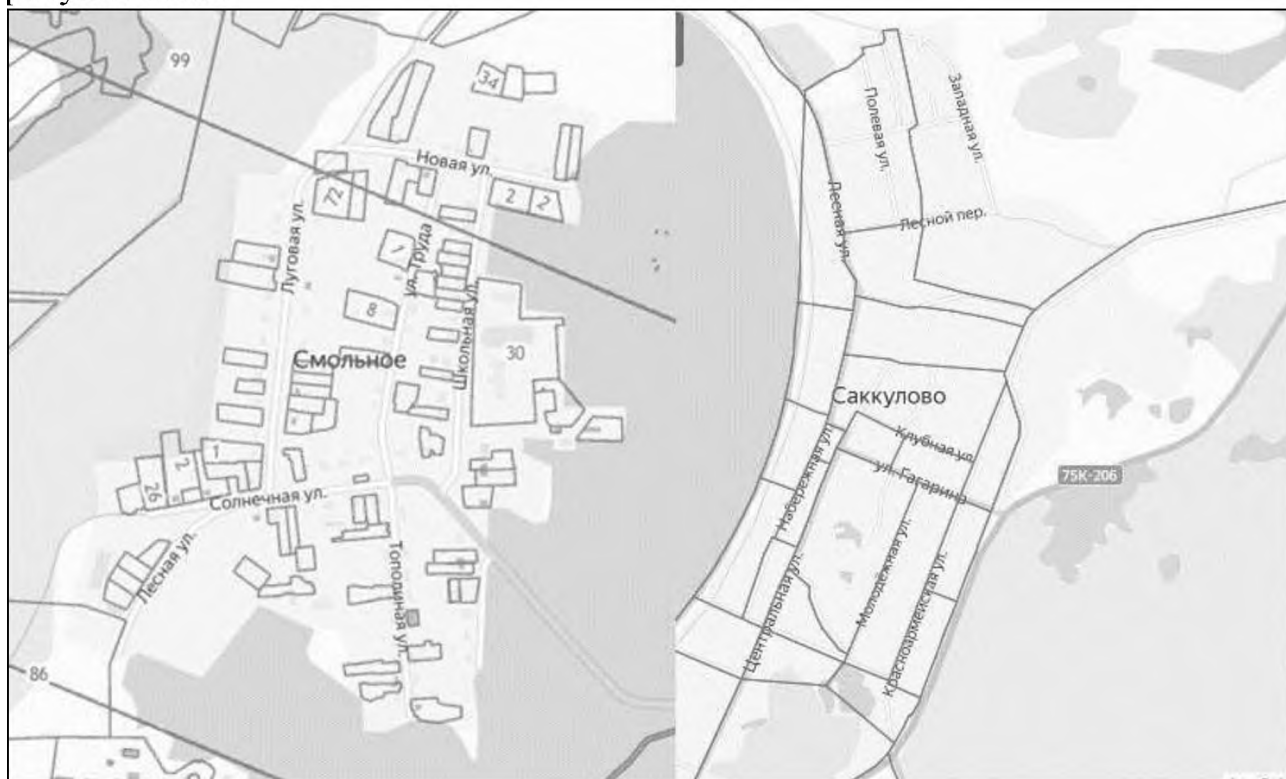 99
34
Новая ул.
72
2
2
Луговая ул.
ул. Труда
1
8
Школьная ул.
Смольное
30
1
2
26
Солнечная ул.
Лесная ул.
Тополиная ул.
86
Западная ул.
Полевая ул.
Лесная ул.
Лесной пер.
Саккулово
Клубная ул.
ул. Гагарина
75К-206
Набережная ул.
Молодёжная ул.
Центральная ул.
Красноармейская ул.